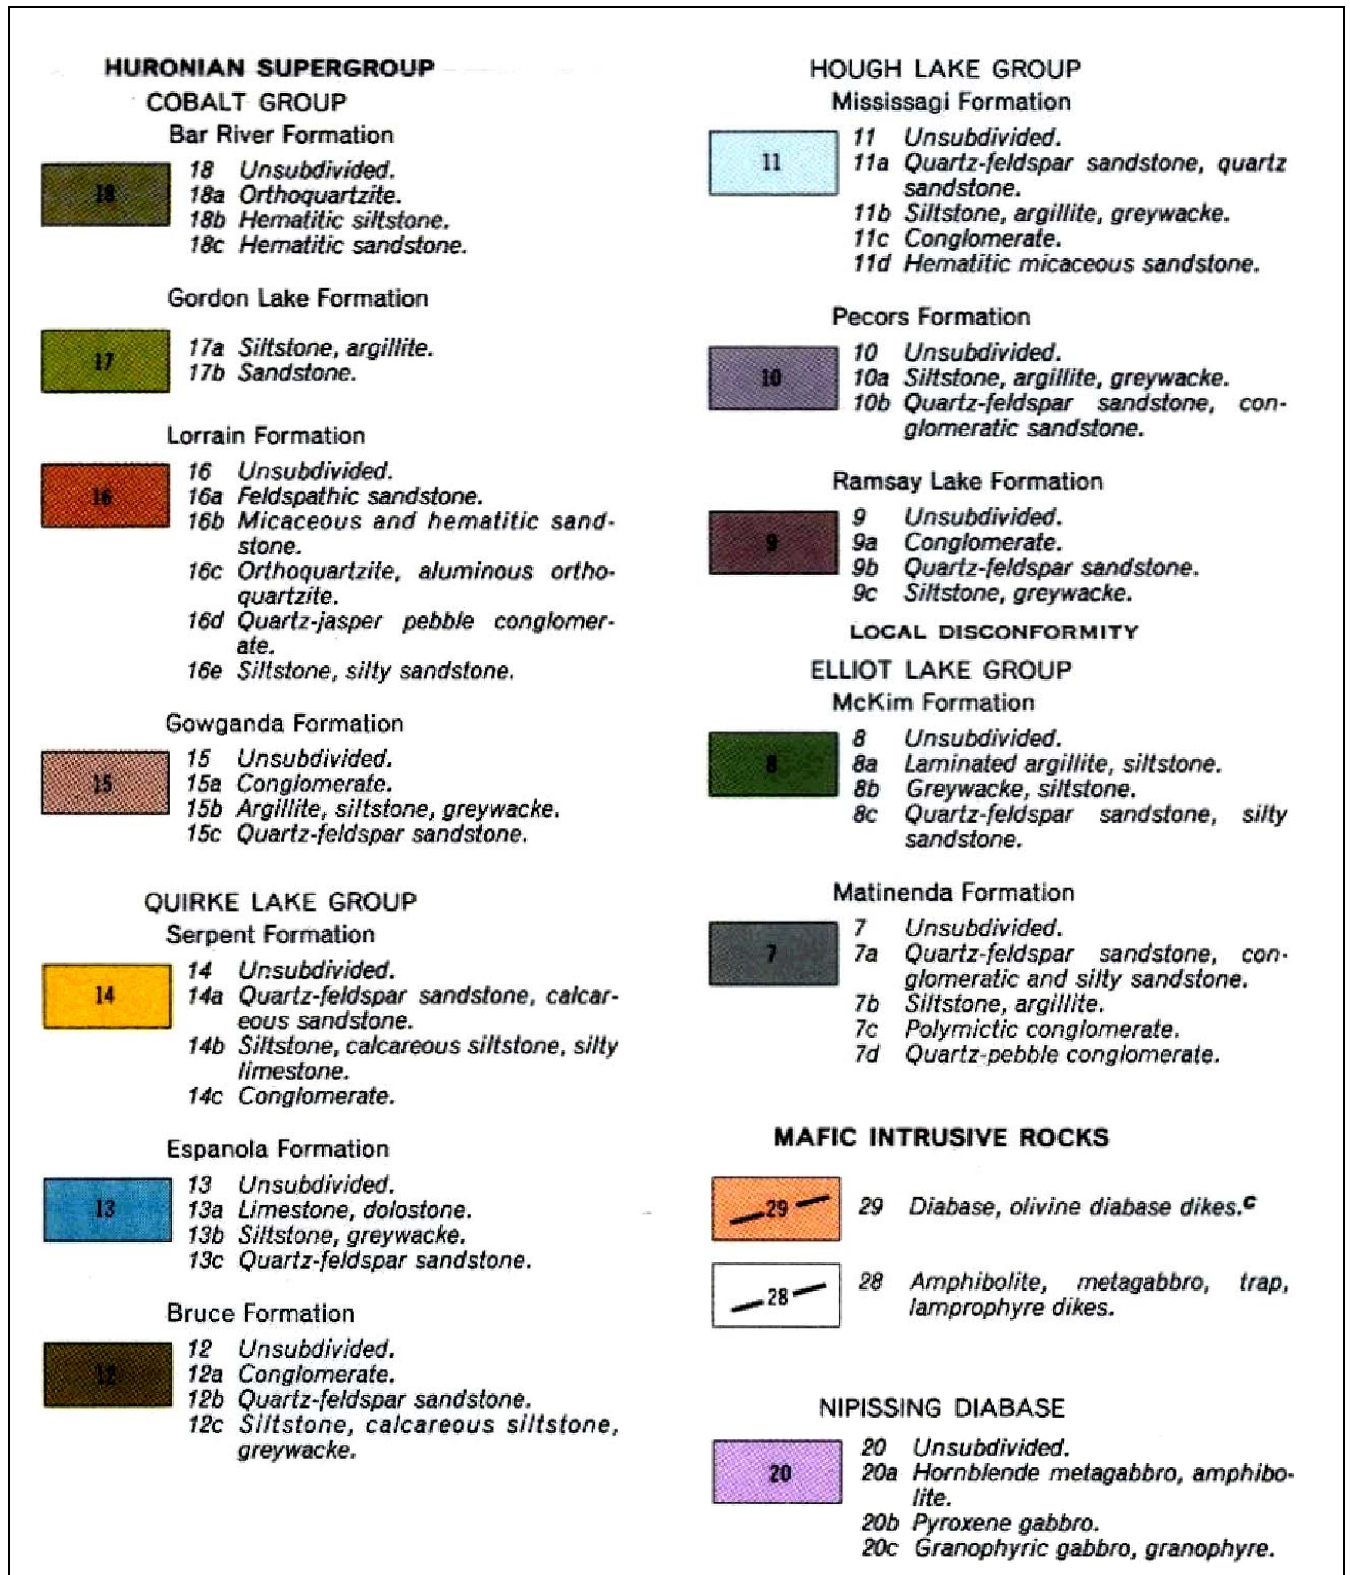 HURONIAN SUPERGROUP
COBALT GROUP
Bar River Formation
18
18 Unsubdivided.
18a Orthoquartzite.
18b Hematitic siltstone.
18c Hematitic sandstone.
Gordon Lake Formation
17
17a Siltstone, argillite.
17b Sandstone.
Lorrain Formation
16
16 Unsubdivided.
16a Feldspathic sandstone.
16b Micaceous and hematitic sand-
stone.
16c Orthoquartzite, aluminous ortho-
quartzite.
16d Quartz-jasper pebble conglomer-
ate.
16e Siltstone, silty sandstone.
Gowganda Formation
15
15 Unsubdivided.
15a Conglomerate.
15b Argillite, siltstone, greywacke.
15c Quartz-feldspar sandstone.
QUIRKE LAKE GROUP
Serpent Formation
14
14 Unsubdivided.
14a Quartz-feldspar sandstone, calcar-
eous sandstone.
14b Siltstone, calcareous siltstone, silty
limestone.
14c Conglomerate.
Espanola Formation
13
13 Unsubdivided.
13a Limestone, dolostone.
13b Siltstone, greywacke.
13c Quartz-feldspar sandstone.
Bruce Formation
12
12 Unsubdivided.
12a Conglomerate.
12b Quartz-feldspar sandstone.
12c Siltstone, calcareous siltstone,
greywacke.
HOUGH LAKE GROUP
Mississagi Formation
11
11 Unsubdivided.
11a Quartz-feldspar sandstone, quartz
sandstone.
11b Siltstone, argillite, greywacke.
11c Conglomerate.
11d Hematitic micaceous sandstone.
Pecors Formation
10
10 Unsubdivided.
10a Siltstone, argillite, greywacke.
10b Quartz-feldspar sandstone, con-
glomeratic sandstone.
Ramsay Lake Formation
9
9 Unsubdivided.
9a Conglomerate.
9b Quartz-feldspar sandstone.
9c Siltstone, greywacke.
LOCAL DISCONFORMITY
ELLIOT LAKE GROUP
McKim Formation
8
8 Unsubdivided.
8a Laminated argillite, siltstone.
8b Greywacke, siltstone.
8c Quartz-feldspar sandstone, silty
sandstone.
Matinenda Formation
7
7 Unsubdivided.
7a Quartz-feldspar sandstone, con-
glomeratic and silty sandstone.
7b Siltstone, argillite.
7c Polymictic conglomerate.
7d Quartz-pebble conglomerate.
MAFIC INTRUSIVE ROCKS
29
29 Diabase, olivine diabase dikes.c
28
28 Amphibolite, metagabbro, trap,
lamprophyre dikes.
NIPISSING DIABASE
20
20 Unsubdivided.
20a Hornblende metagabbro, amphibo-
lite.
20b Pyroxene gabbro.
20c Granophyric gabbro, granophyre.